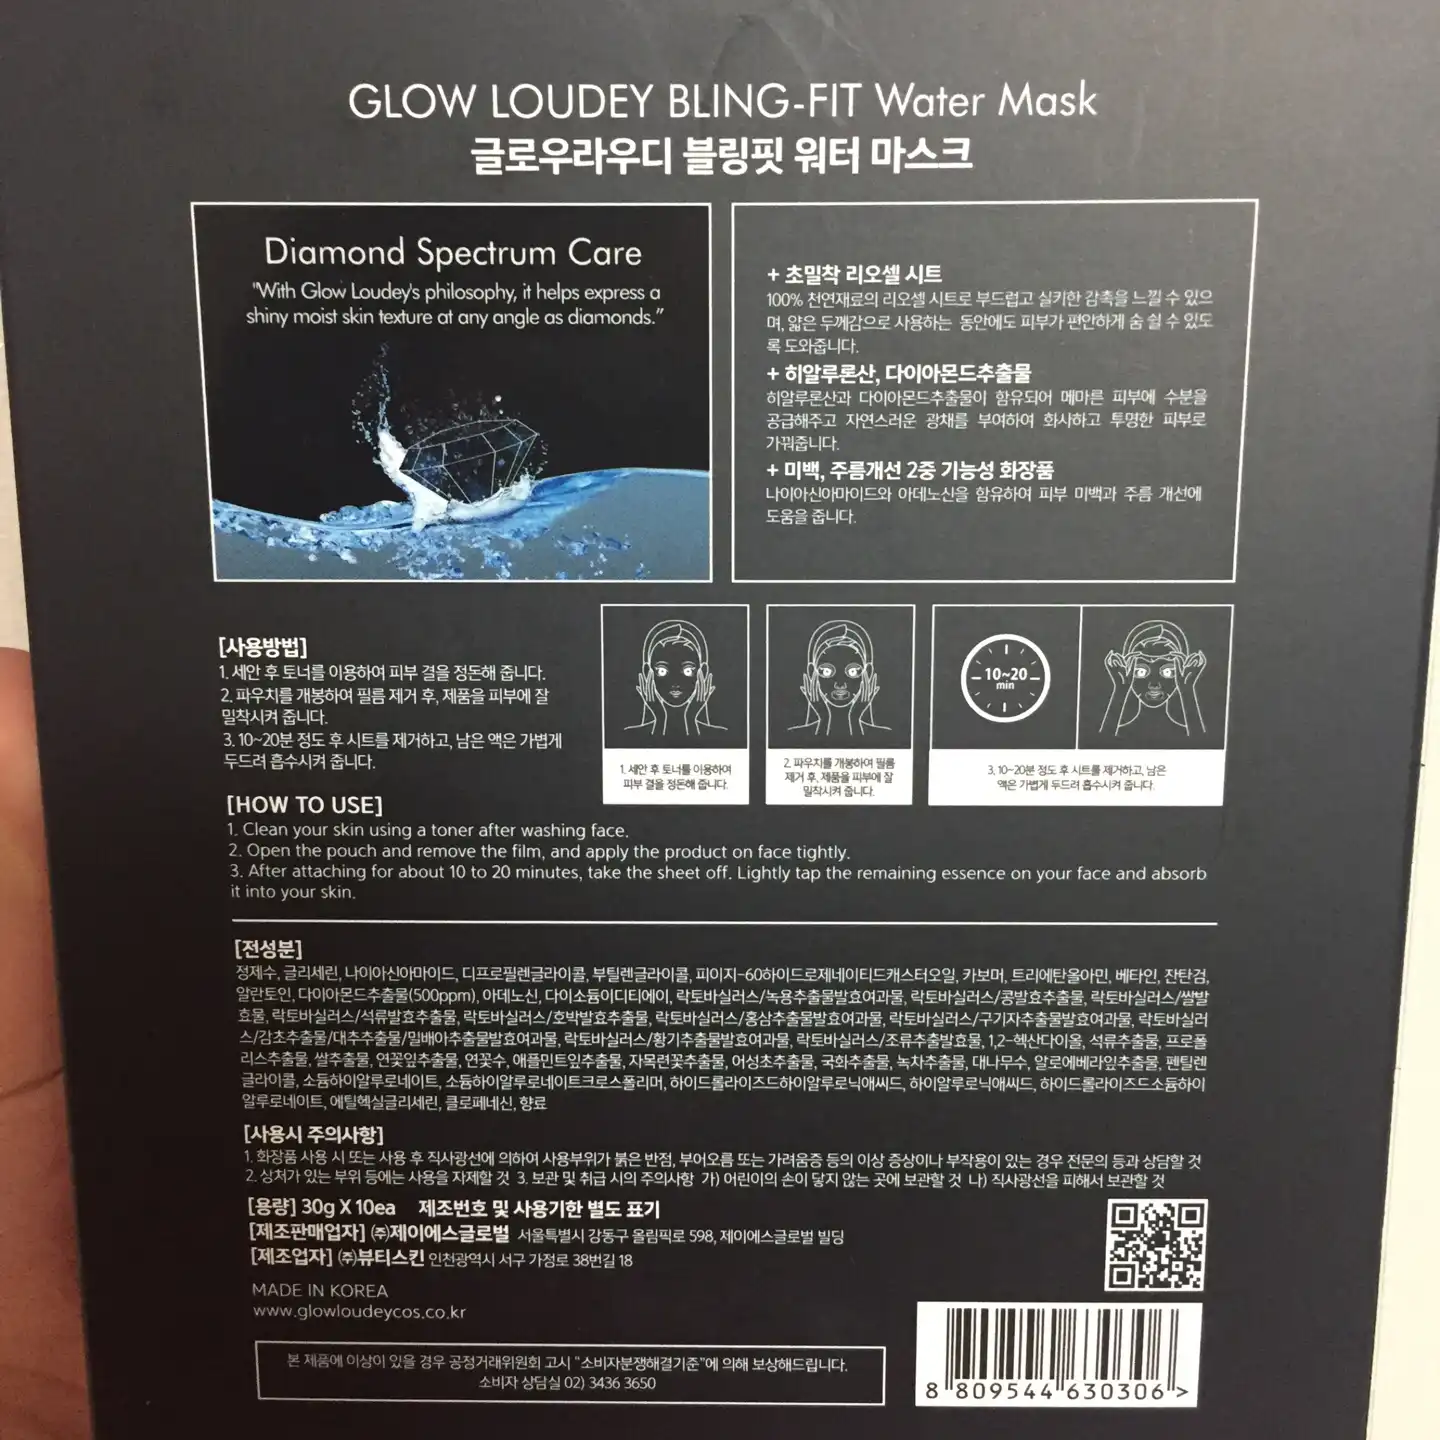 GLOW LOUDEY BLING-FIT Water Mask
글로우라우디 블링핏 워터 마스크
Diamond Spectrum Care
"With Glow Loudey's philosophy, it helps express a
shiny moist skin texture at any angle as diamonds."
+ 초밀착 리오셀 시트
100% 천연재료의 리오셀 시트로 부드럽고 실키한 감촉을 느낄 수 있으
며, 얇은 두께감으로 사용하는 동안에도 피부가 편안하게 숨 쉴 수 있도
록 도와줍니다.
+ 히알루론산, 다이아몬드추출물
히알루론산과 다이아몬드추출물이 함유되어 메마른 피부에 수분을
공급해주고 자연스러운 광채를 부여하여 화사하고 투명한 피부로
가꿔줍니다.
+ 미백, 주름개선 2중 기능성 화장품
나이아신아마이드와 아데노신을 함유하여 피부 미백과 주름 개선에
도움을 줍니다.
[사용방법]
1. 세안 후 토너를 이용하여 피부 결을 정돈해 줍니다.
2. 파우치를 개봉하여 필름 제거 후, 제품을 피부에 잘
밀착시켜 줍니다.
3. 10~20분 정도 후 시트를 제거하고, 남은 액은 가볍게
두드려 흡수시켜 줍니다.
1. 세안 후 토너를 이용하여
피부 결을 정돈해 줍니다.
2. 파우치를 개봉하여 필름
제거 후, 제품을 피부에 잘
밀착시켜 줍니다.
10~20
min
3. 10~20분 정도 후 시트를 제거하고, 남은
액은 가볍게 두드려 흡수시켜 줍니다.
[HOW TO USE]
1. Clean your skin using a toner after washing face.
2. Open the pouch and remove the film, and apply the product on face tightly.
3. After attaching for about 10 to 20 minutes, take the sheet off. Lightly tap the remaining essence on your face and absorb
it into your skin.
[전성분]
정제수, 글리세린, 나이아신아마이드, 디프로필렌글라이콜, 부틸렌글라이콜, 피이지-60하이드로제네이티드캐스터오일, 카보머, 트리에탄올아민, 베타인, 잔탄검,
알란토인, 다이아몬드추출물(500ppm), 아데노신, 다이소듐이디티에이, 락토바실러스/녹용추출물발효여과물, 락토바실러스/콩발효추출물, 락토바실러스/쌀발
효물, 락토바실러스/석류발효추출물, 락토바실러스/호박발효추출물, 락토바실러스/홍삼추출물발효여과물, 락토바실러스/구기자추출물발효여과물, 락토바실러
스/감초추출물/대추추출물/밀배아추출물발효여과물, 락토바실러스/황기추출물발효여과물, 락토바실러스/조류추출발효물, 1,2-헥산다이올, 석류추출물, 프로폴
리스추출물, 쌀추출물, 연꽃잎추출물, 연꽃수, 애플민트잎추출물, 자목련꽃추출물, 어성초추출물, 국화추출물, 녹차추출물, 대나무수, 알로에베라잎추출물, 펜틸렌
글라이콜, 소듐하이알루로네이트, 소듐하이알루로네이트크로스폴리머, 하이드롤라이즈드하이알루로닉애씨드, 하이알루로닉애씨드, 하이드롤라이즈드소듐하이
알루로네이트, 에틸헥실글리세린, 클로페네신, 향료
[사용시 주의사항]
1. 화장품 사용 시 또는 사용 후 직사광선에 의하여 사용부위가 붉은 반점, 부어오름 또는 가려움증 등의 이상 증상이나 부작용이 있는 경우 전문의 등과 상담할 것
2. 상처가 있는 부위 등에는 사용을 자제할 것 3. 보관 및 취급 시의 주의사항 가) 어린이의 손이 닿지 않는 곳에 보관할 것 나) 직사광선을 피해서 보관할 것
[용량] 30g X 10ea 제조번호 및 사용기한 별도 표기
[제조판매업자] ㈜제이에스글로벌 서울특별시 강동구 올림픽로 598, 제이에스글로벌 빌딩
[제조업자] ㈜뷰티스킨 인천광역시 서구 가정로 38번길 18
MADE IN KOREA
www.glowloudeycos.co.kr
본 제품에 이상이 있을 경우 공정거래위원회 고시 "소비자분쟁해결기준"에 의해 보상해드립니다.
소비자 상담실 02) 3436 3650
8 809544 630306 >